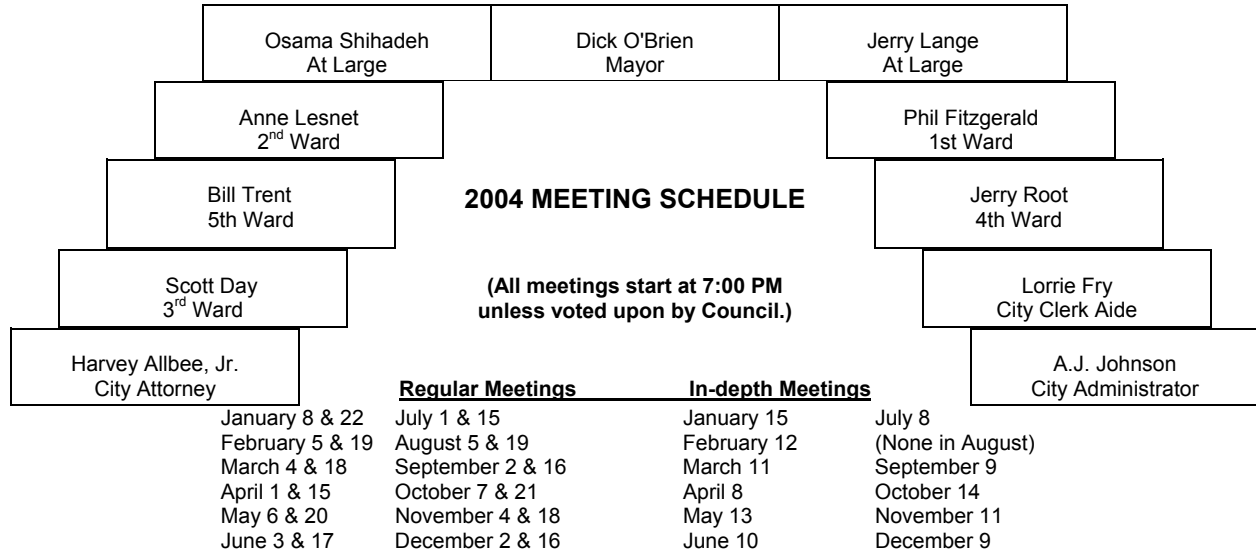 Osama Shihadeh
At Large
Dick O'Brien
Mayor
Jerry Lange
At Large
Anne Lesnet
2nd Ward
Phil Fitzgerald
1st Ward
Bill Trent
5th Ward
2004 MEETING SCHEDULE
Jerry Root
4th Ward
Scott Day
3rd Ward
(All meetings start at 7:00 PM
unless voted upon by Council.)
Lorrie Fry
City Clerk Aide
Harvey Allbee, Jr.
City Attorney
A.J. Johnson
City Administrator
Regular Meetings In-depth Meetings
January 8 & 22 July 1 & 15 January 15 July 8
February 5 & 19 August 5 & 19 February 12 (None in August)
March 4 & 18 September 2 & 16 March 11 September 9
April 1 & 15 October 7 & 21 April 8 October 14
May 6 & 20 November 4 & 18 May 13 November 11
June 3 & 17 December 2 & 16 June 10 December 9